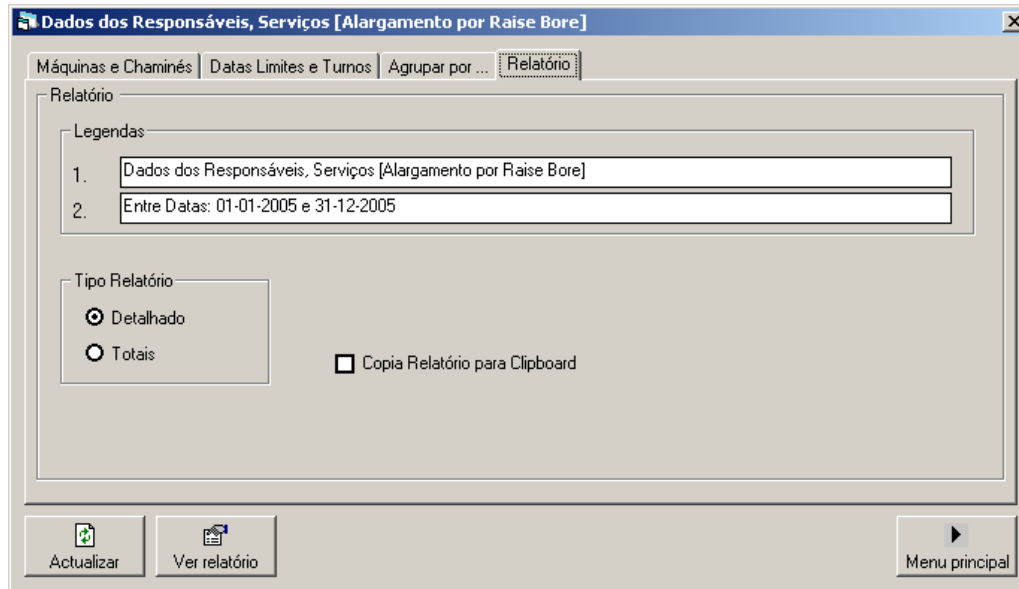 Dados dos Responsáveis, Serviços [Alargamento por Raise Bore]
Máquinas e Chaminés Datas Limites e Turnos Agrupar por ... Relatório
Relatório
Legendas
1. Dados dos Responsáveis, Serviços [Alargamento por Raise Bore]
2. Entre Datas: 01-01-2005 e 31-12-2005
Tipo Relatório
Detalhado
Totais
Copia Relatório para Clipboard
Actualizar Ver relatório Menu principal